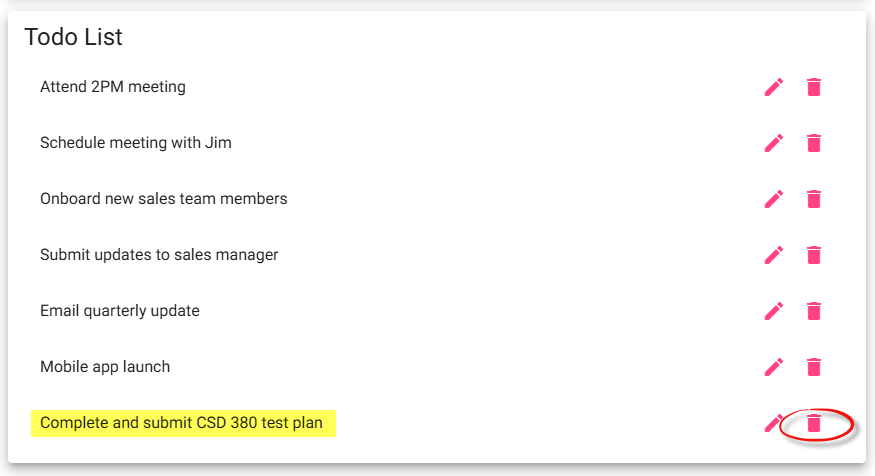 Todo List
Attend 2PM meeting
Schedule meeting with Jim
Onboard new sales team members
Submit updates to sales manager
Email quarterly update
Mobile app launch
Complete and submit CSD 380 test plan